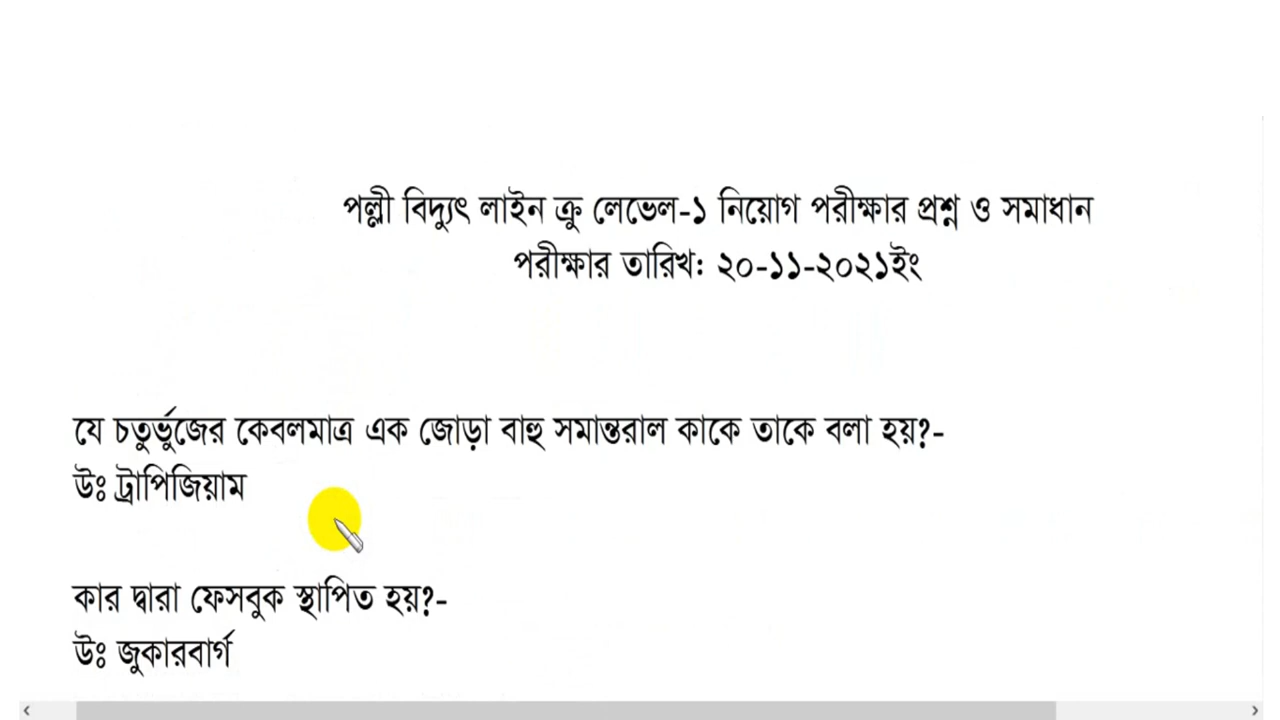 পল্লী বিদ্যুৎ লাইন ক্রু লেভেল-১ নিয়োগ পরীক্ষার প্রশ্ন ও সমাধান
পরীক্ষার তারিখ: ২০-১১-২০২১ইং
যে চতুর্ভুজের কেবলমাত্র এক জোড়া বাহু সমান্তরাল কাকে তাকে বলা হয়?-
উঃ ট্রাপিজিয়াম
কার দ্বারা ফেসবুক স্থাপিত হয়?-
উঃ জুকারবার্গ